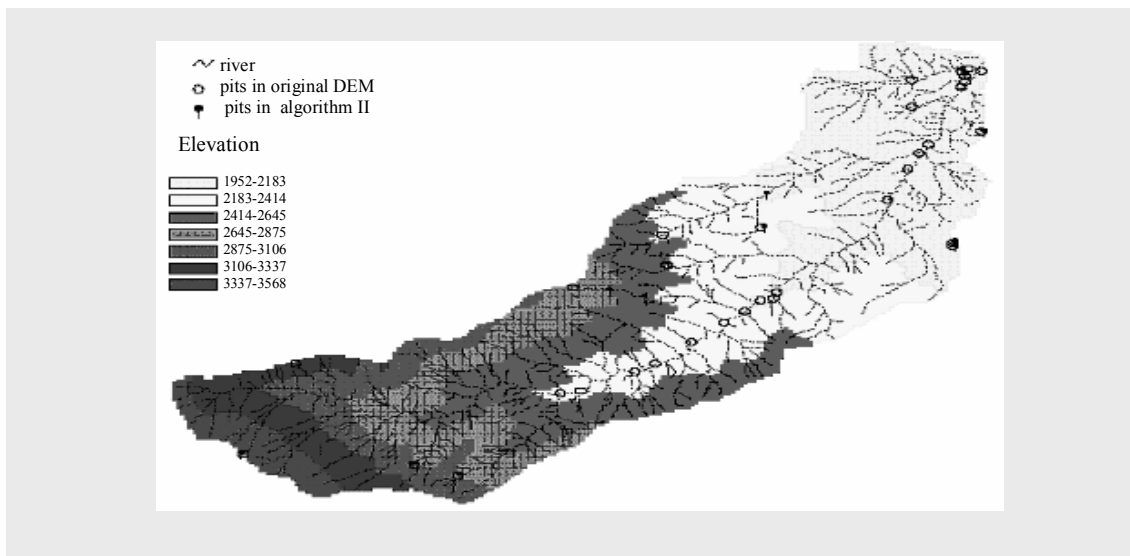 river
pits in original DEM
pits in algorithm II
Elevation
1952-2183
2183-2414
2414-2645
2645-2875
2875-3106
3106-3337
3337-3568